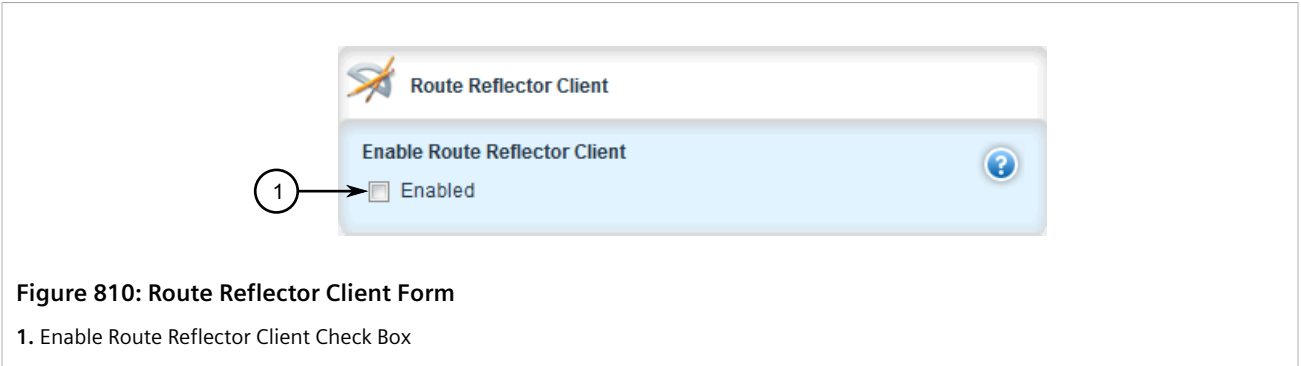 Route Reflector Client
Enable Route Reflector Client
?
1
Enabled
Figure 810: Route Reflector Client Form
1. Enable Route Reflector Client Check Box